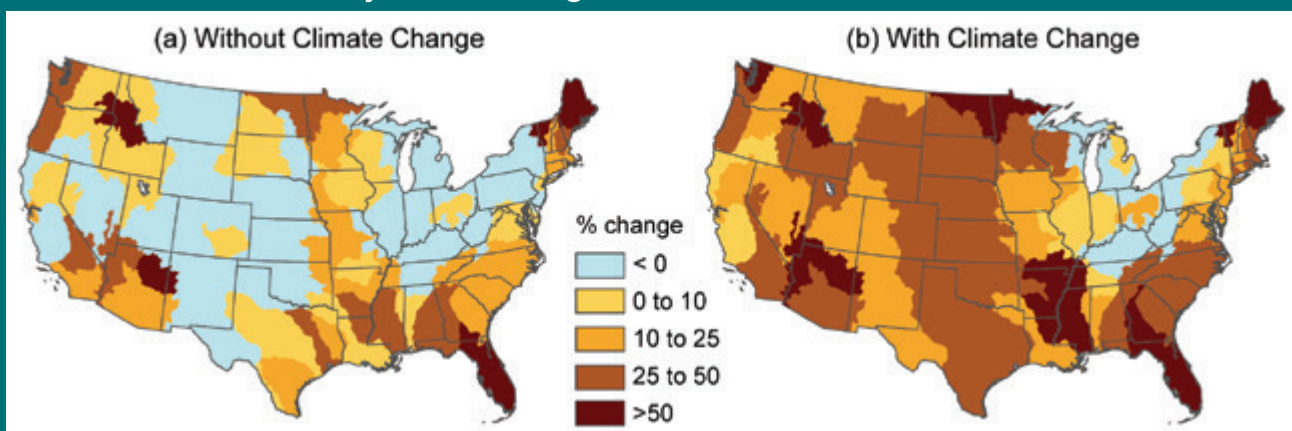 (a) Without Climate Change
(b) With Climate Change
% change
< 0
0 to 10
10 to 25
25 to 50
>50